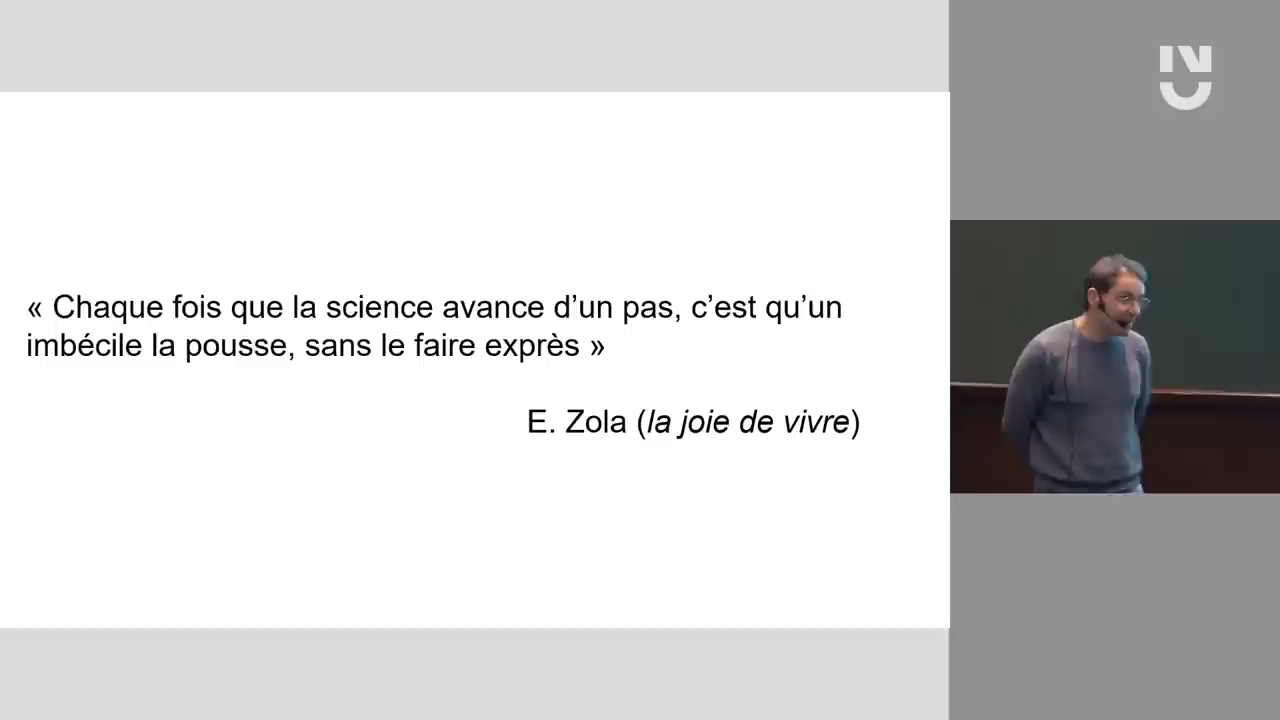 « Chaque fois que la science avance d’un pas, c’est qu’un
imbécile la pousse, sans le faire exprès »
E. Zola (la joie de vivre)